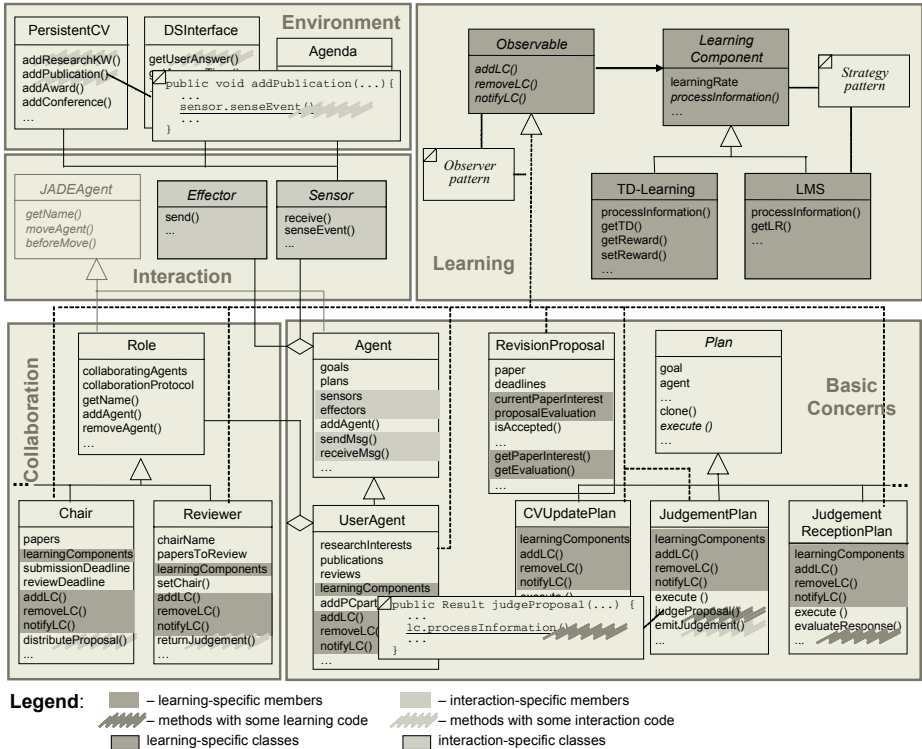 Environment
PersistentCV
addResearchKW()
addPublication()
addAward()
addConference()
...
DSInterface
getUserAnswer()
Agenda
public void addPublication(...){
...
sensor.senseEvent()
...
}
JADEAgent
getName()
moveAgent()
beforeMove()
Effector
send()
...
Sensor
receive()
senseEvent()
...
Interaction
Observable
addLC()
removeLC()
notifyLC()
Learning
Component
learningRate
processInformation()
...
Strategy
pattern
Observer
pattern
TD-Learning
processInformation()
getTD()
getReward()
setReward()
...
LMS
processInformation()
getLR()
...
Learning
Collaboration
Role
collaboratingAgents
collaborationProtocol
getName()
addAgent()
removeAgent()
...
...
Chair
papers
learningComponents
submissionDeadline
reviewDeadline
addLC()
removeLC()
notifyLC()
distributeProposal()
...
Reviewer
chairName
papersToReview
learningComponents
setChair()
addLC()
removeLC()
notifyLC()
returnJudgement()
...
Agent
goals
plans
sensors
effectors
addAgent()
sendMsg()
receiveMsg()
...
UserAgent
researchInterests
publications
reviews
learningComponents
addPCpart
addLC()
removeLC()
notifyLC()
...
RevisionProposal
paper
deadlines
currentPaperInterest
proposalEvaluation
isAccepted()
...
getPaperInterest()
getEvaluation()
...
Plan
goal
agent
...
clone()
execute ()
...
Basic
Concerns
...
CVUpdatePlan
learningComponents
addLC()
removeLC()
notifyLC()
execute ()
public Result judgeProposal(...) {
...
lc.processInformation()
...
}
JudgementPlan
learningComponents
addLC()
removeLC()
notifyLC()
execute ()
judgeProposal()
emitJudgement()
...
Judgement
ReceptionPlan
learningComponents
addLC()
removeLC()
notifyLC()
execute ()
evaluateResponse()
...
Legend:
– learning-specific members
– interaction-specific members
– methods with some learning code
– methods with some interaction code
learning-specific classes
interaction-specific classes